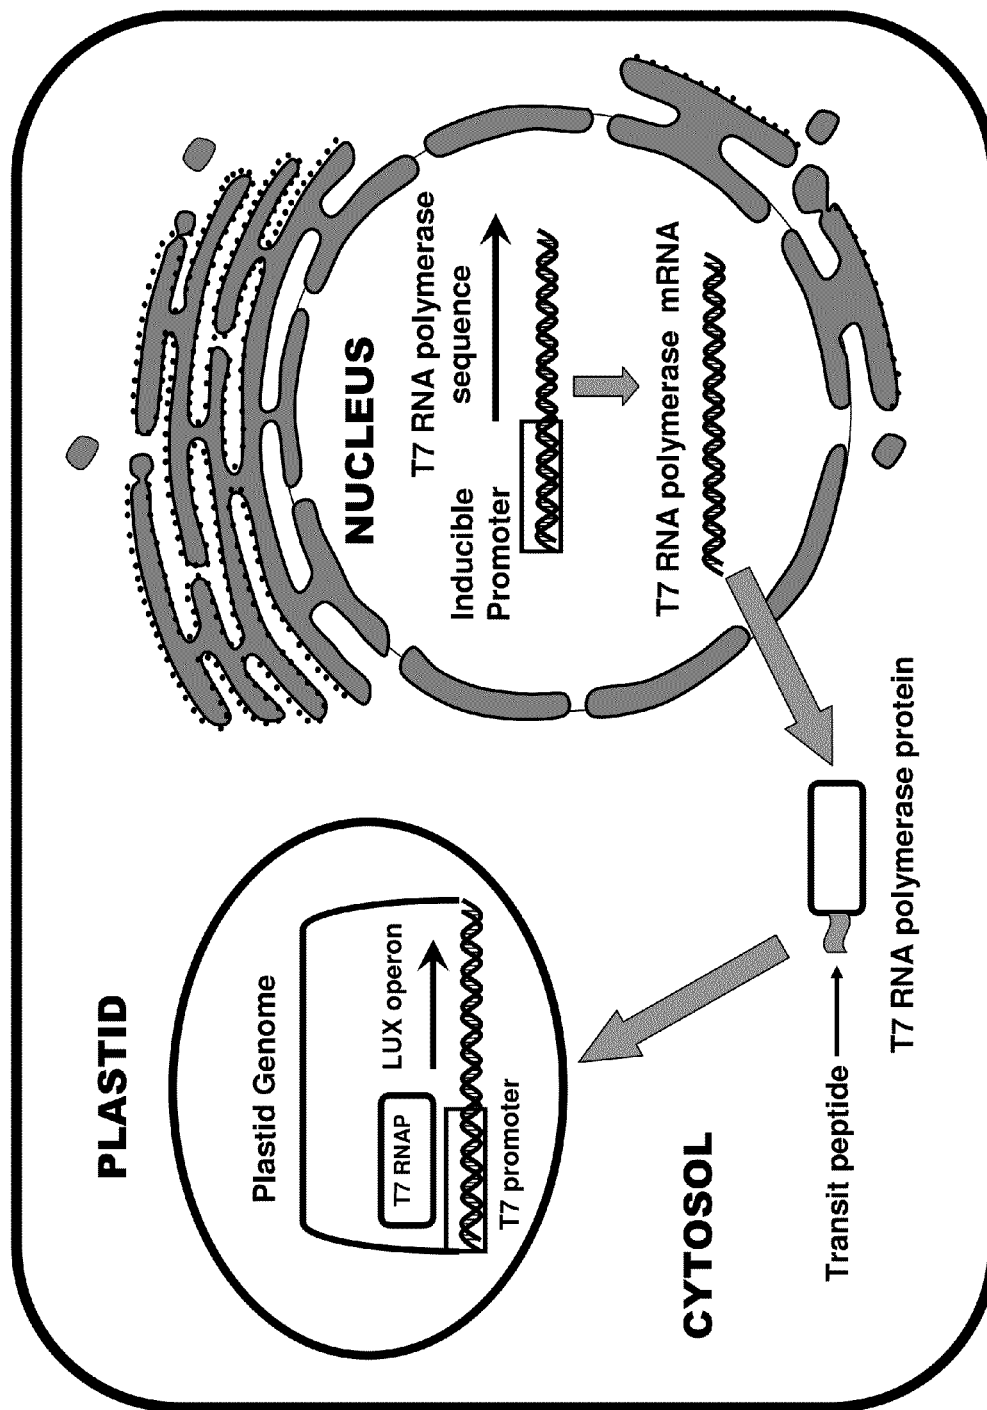 PLASTID
Plastid Genome
T7 RNAP
LUX operon
T7 promoter
NUCLEUS
T7 RNA polymerase
sequence
Inducible
Promoter
T7 RNA polymerase mRNA
CYTOSOL
Transit peptide
T7 RNA polymerase protein